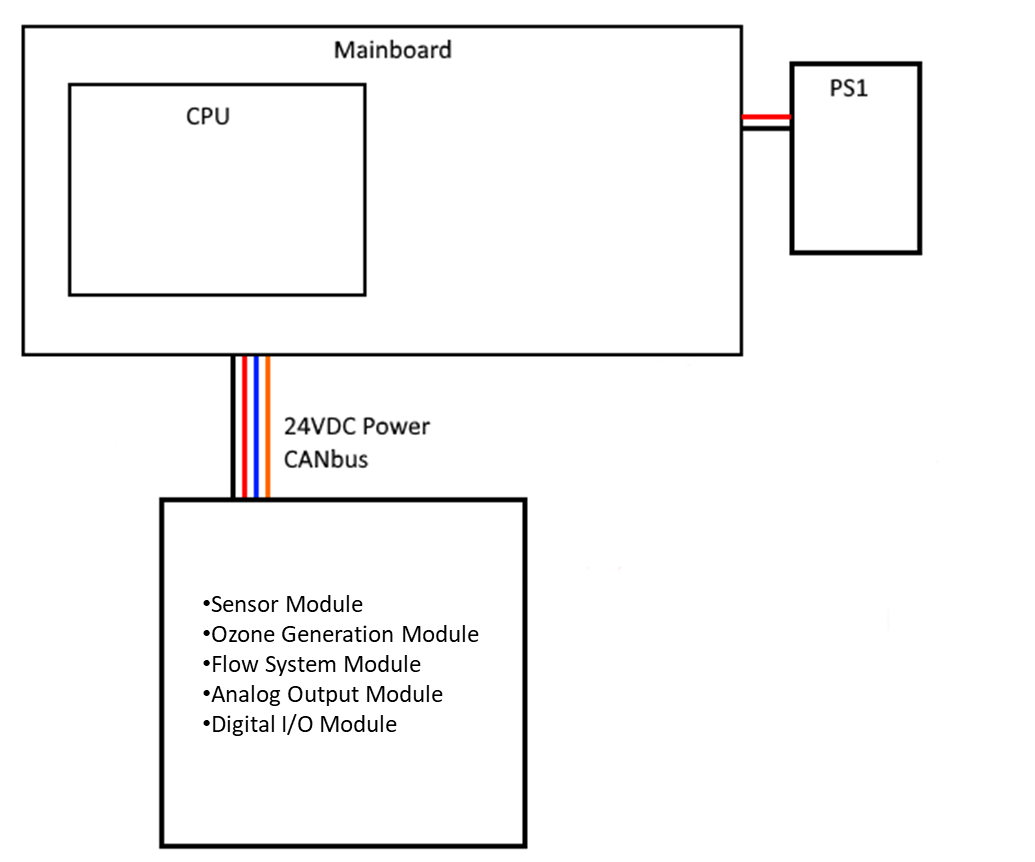 Mainboard
PS1
CPU
24VDC Power
CANbus
•Sensor Module
•Ozone Generation Module
•Flow System Module
•Analog Output Module
•Digital I/O Module